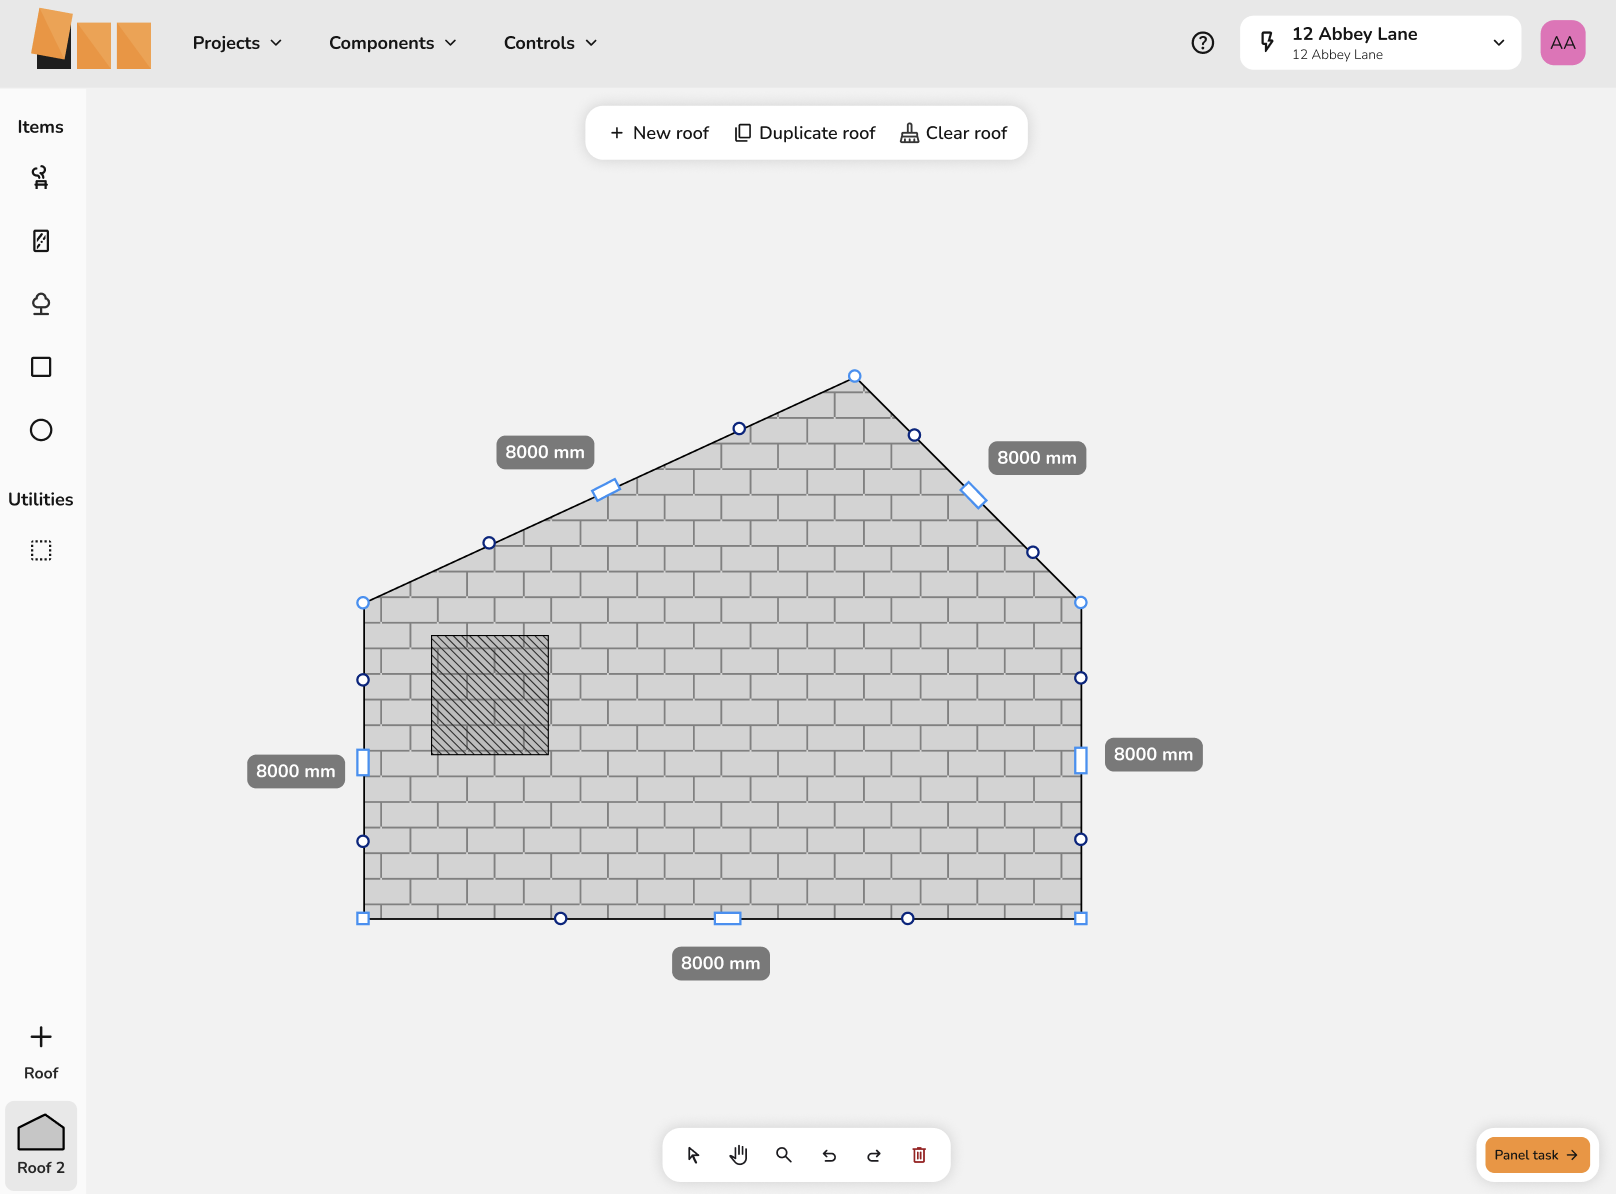 Projects
Components
Controls
12 Abbey Lane
12 Abbey Lane
AA
Items
New roof
Duplicate roof
Clear roof
8000 mm
8000 mm
Utilities
8000 mm
8000 mm
8000 mm
Roof
Roof 2
Panel task